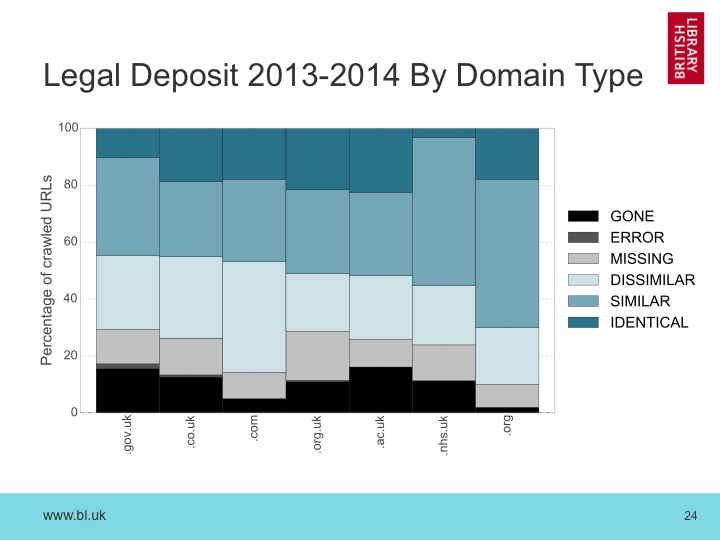 BRITISH
LIBRARY
Legal Deposit 2013-2014 By Domain Type
Percentage of crawled URLs
100
80
60
40
20
0
.gov.uk
.co.uk
.com
.org.uk
.ac.uk
.nhs.uk
.org
GONE
ERROR
MISSING
DISSIMILAR
SIMILAR
IDENTICAL
www.bl.uk
24